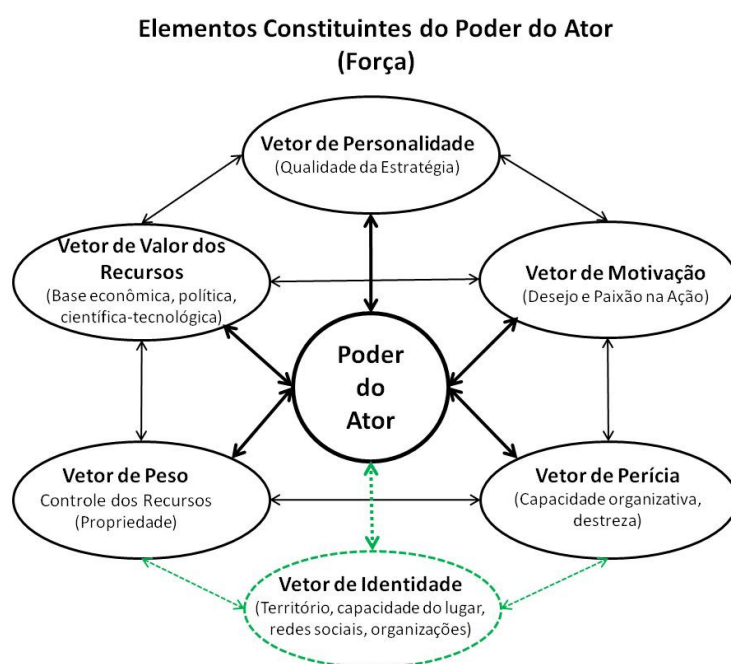 Elementos Constituintes do Poder do Ator
(Força)
Vetor de Personalidade
(Qualidade da Estratégia)
Vetor de Valor dos
Recursos
(Base econômica, política,
científica-tecnológica)
Vetor de Motivação
(Desejo e Paixão na Ação)
Poder
do
Ator
Vetor de Peso
Controle dos Recursos
(Propriedade)
Vetor de Perícia
(Capacidade organizativa,
destreza)
Vetor de Identidade
(Território, capacidade do lugar,
redes sociais, organizações)